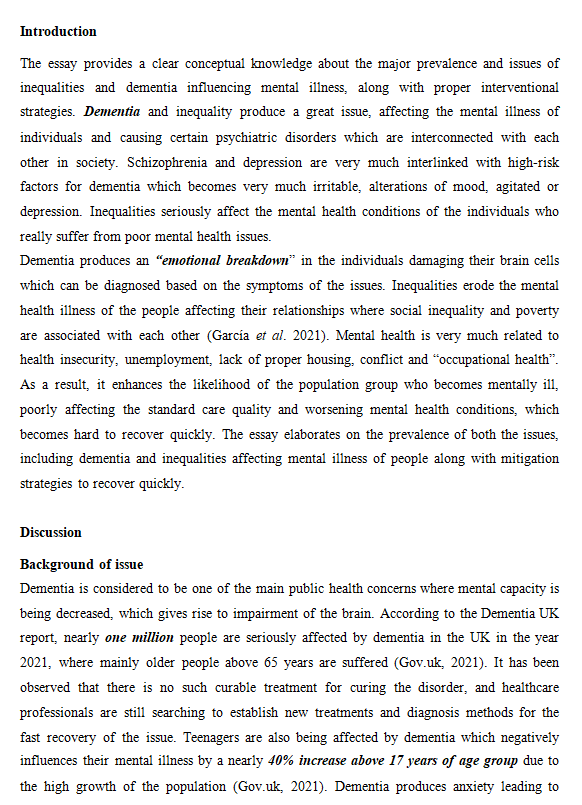 Introduction
The essay provides a clear conceptual knowledge about the major prevalence and issues of
inequalities and dementia influencing mental illness, along with proper interventional
strategies. Dementia and inequality produce a great issue, affecting the mental illness of
individuals and causing certain psychiatric disorders which are interconnected with each
other in society. Schizophrenia and depression are very much interlinked with high-risk
factors for dementia which becomes very much irritable, alterations of mood, agitated or
depression. Inequalities seriously affect the mental health conditions of the individuals who
really suffer from poor mental health issues.
Dementia produces an “emotional breakdown” in the individuals damaging their brain cells
which can be diagnosed based on the symptoms of the issues. Inequalities erode the mental
health illness of the people affecting their relationships where social inequality and poverty
are associated with each other (García et al. 2021). Mental health is very much related to
health insecurity, unemployment, lack of proper housing, conflict and “occupational health”.
As a result, it enhances the likelihood of the population group who becomes mentally ill,
poorly affecting the standard care quality and worsening mental health conditions, which
becomes hard to recover quickly. The essay elaborates on the prevalence of both the issues,
including dementia and inequalities affecting mental illness of people along with mitigation
strategies to recover quickly.
Discussion
Background of issue
Dementia is considered to be one of the main public health concerns where mental capacity is
being decreased, which gives rise to impairment of the brain. According to the Dementia UK
report, nearly one million people are seriously affected by dementia in the UK in the year
2021, where mainly older people above 65 years are suffered (Gov.uk, 2021). It has been
observed that there is no such curable treatment for curing the disorder, and healthcare
professionals are still searching to establish new treatments and diagnosis methods for the
fast recovery of the issue. Teenagers are also being affected by dementia which negatively
influences their mental illness by a nearly 40% increase above 17 years of age group due to
the high growth of the population (Gov.uk, 2021). Dementia produces anxiety leading to